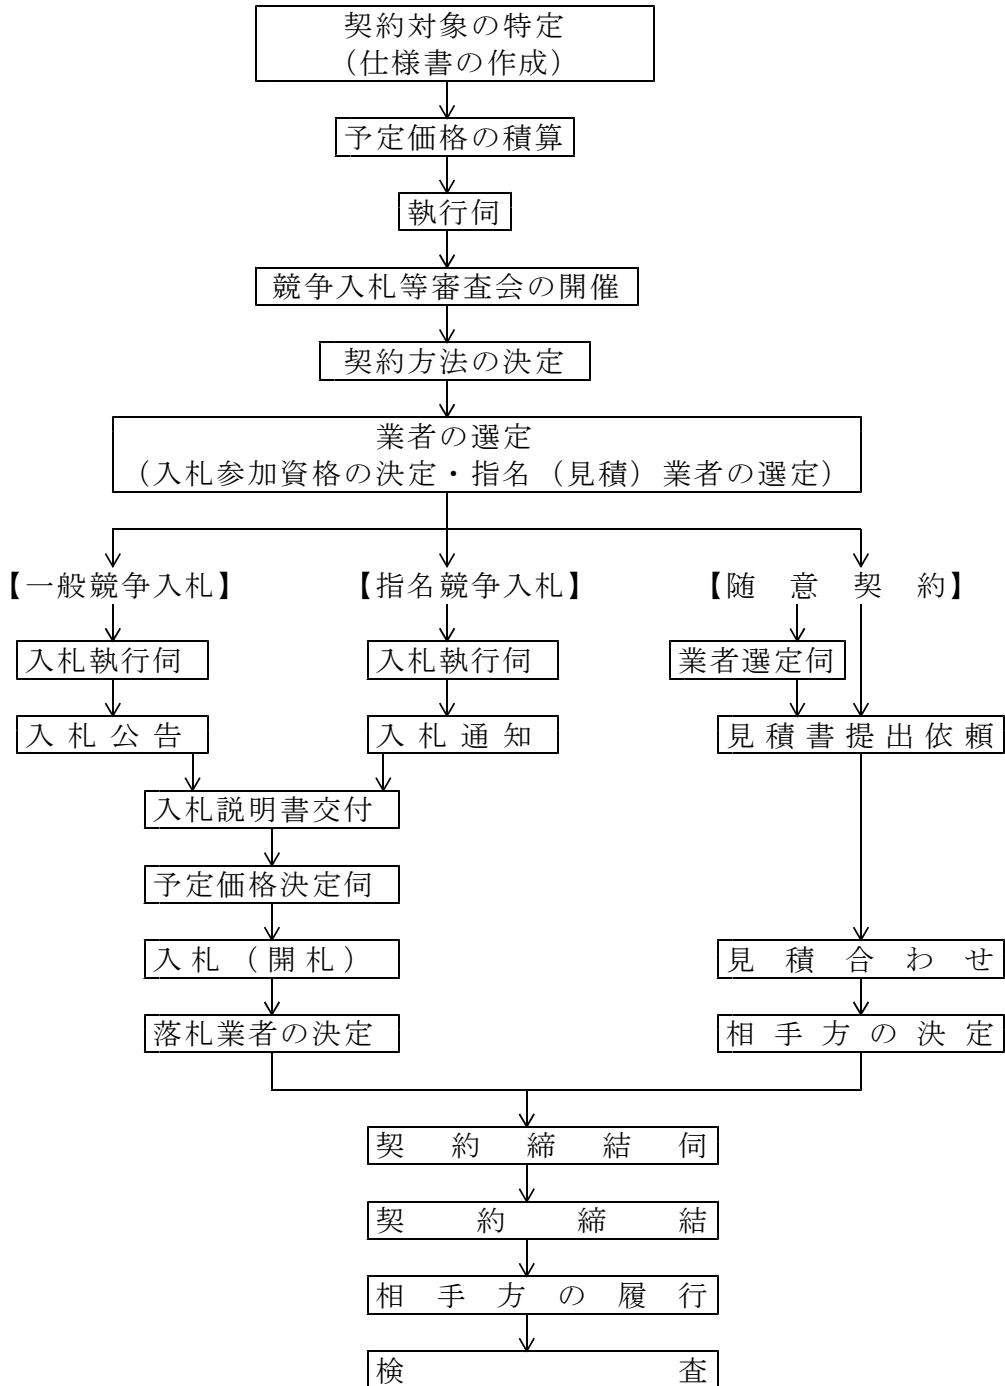 契約対象の特定
（仕様書の作成）
予定価格の積算
執行伺
競争入札等審査会の開催
契約方法の決定
業者の選定
（入札参加資格の決定・指名（見積）業者の選定）
【一般競争入札】
【指名競争入札】
【随意契約】
入札執行伺
入札執行伺
業者選定伺
入札公告
入札通知
見積書提出依頼
入札説明書交付
予定価格決定伺
入札（開札）
見積合わせ
落札業者の決定
相手方の決定
契約締結伺
契約締結
相手方の履行
検査